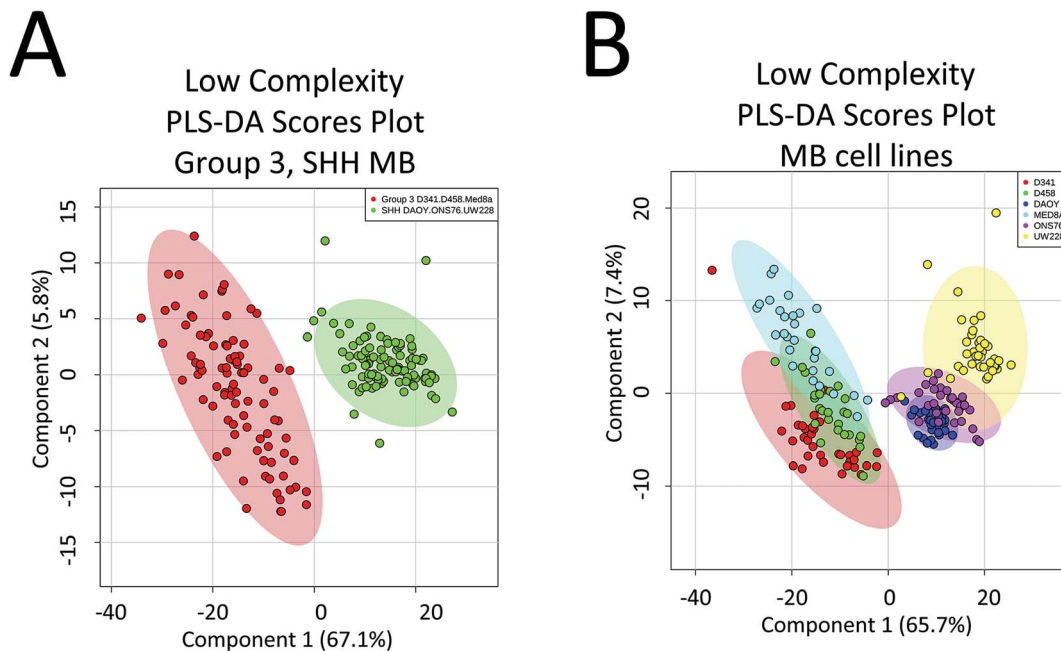 A
Low Complexity
PLS-DA Scores Plot
Group 3, SHH MB
Group 3 D341.D458.Med8a
SHH DAOY.ONS76.UW228
Component 2 (5.8%)
15
10
5
0
-5
-10
-15
-40
-20
0
20
Component 1 (67.1%)
B
Low Complexity
PLS-DA Scores Plot
MB cell lines
D341
D458
DAOY
MED8A
ONS76
UW228
Component 2 (7.4%)
20
10
0
-10
-40
-20
0
20
Component 1 (65.7%)